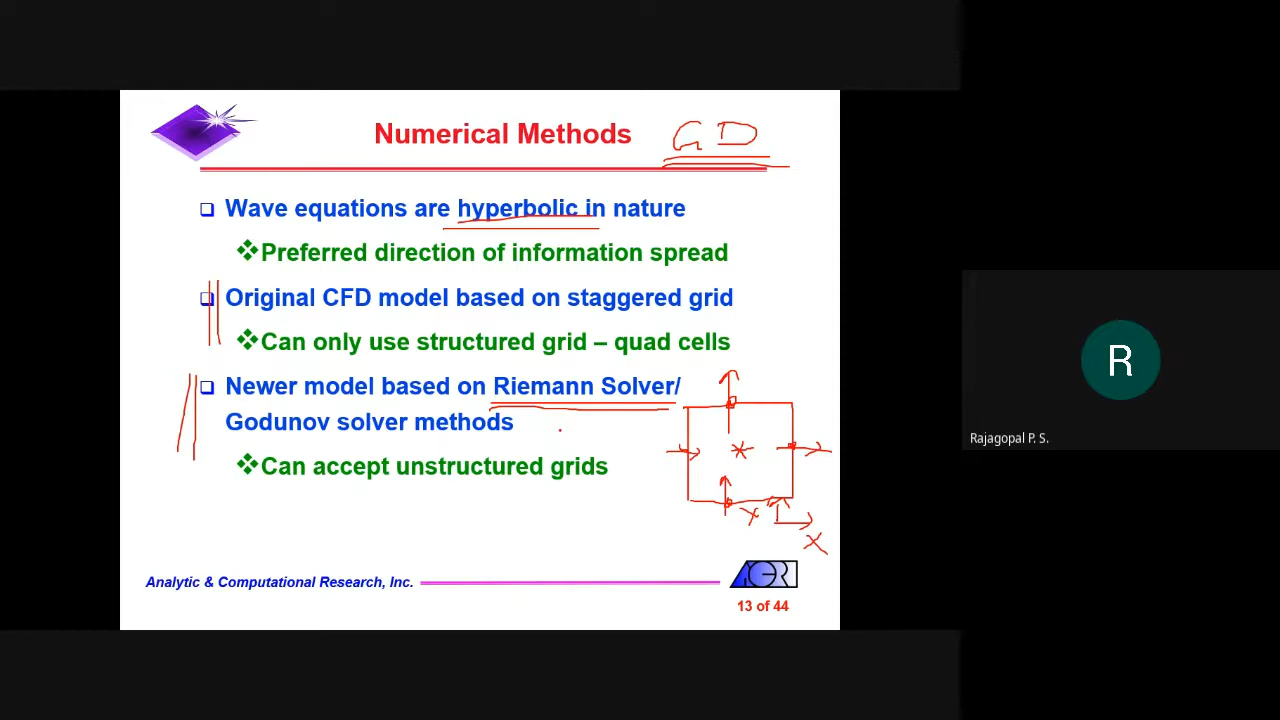 Numerical Methods GD
Wave equations are hyperbolic in nature
Preferred direction of information spread
Original CFD model based on staggered grid
Can only use structured grid – quad cells
Newer model based on Riemann Solver/
Godunov solver methods
Can accept unstructured grids
X
X
Analytic & Computational Research, Inc.
ACRI
13 of 44
R
Rajagopal P. S.